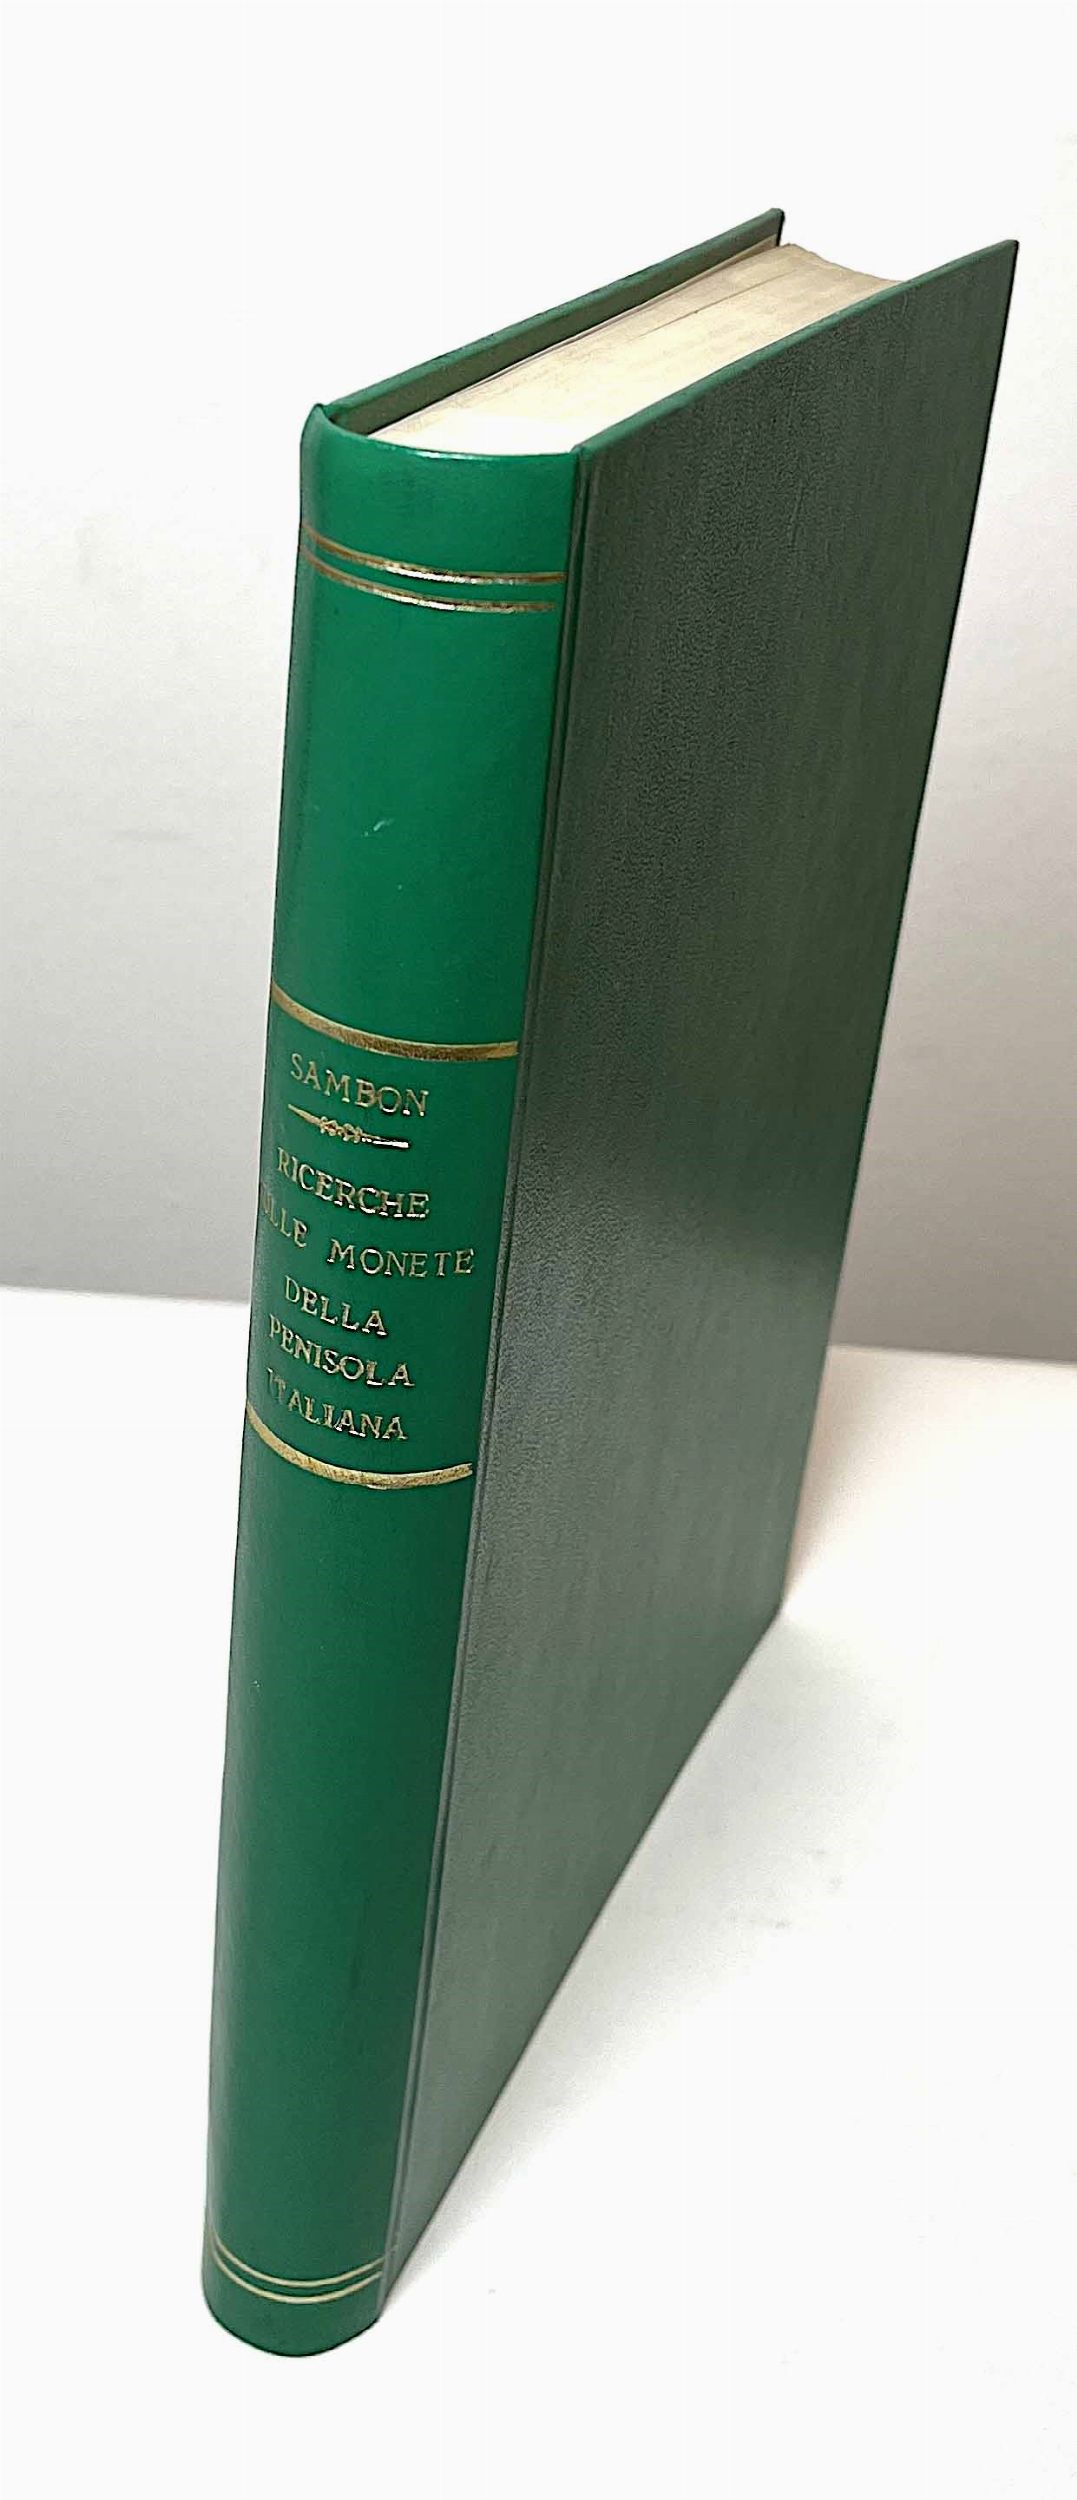 SAMBON
RICERCHE
ULLE MONETE
DELLA
PENISOLA
ITALIANA